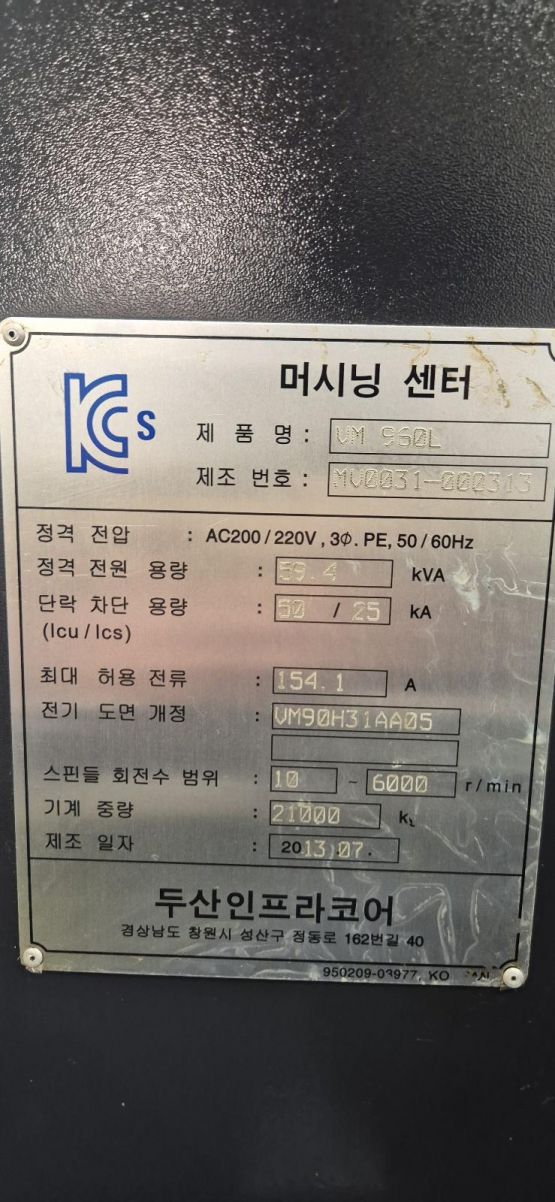 머시닝 센터
KCs
제 품 명 : VM 960L
제조 번호 : MV0031-000313
정격 전압 : AC200/220V, 3Φ. PE, 50/60Hz
정격 전원 용량 : 59.4 kVA
단락 차단 용량 : 50 / 25 kA
(Icu/Ics)
최대 허용 전류 : 154.1 A
전기 도면 개정 : VM90H31AA05
스핀들 회전수 범위 : 10 ~ 6000 r/min
기계 중량 : 21000
제조 일자 : 2013.07.
두산인프라코어
경상남도 창원시 성산구 정동로 162번길 40
950209-03977, KO